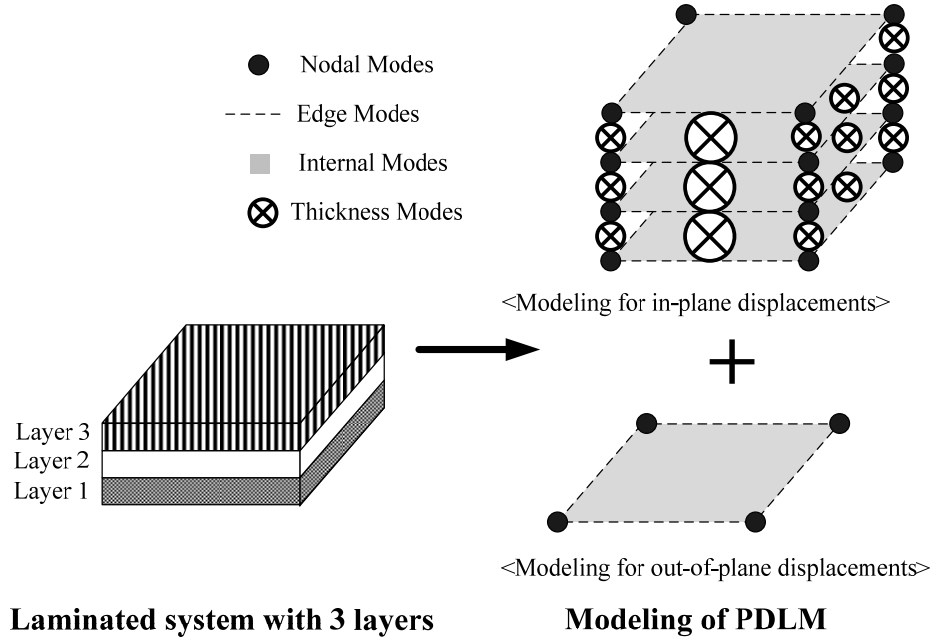 Nodal Modes
Edge Modes
Internal Modes
Thickness Modes
<Modeling for in-plane displacements>
Layer 3
Layer 2
Layer 1
<Modeling for out-of-plane displacements>
Laminated system with 3 layers
Modeling of PDLM